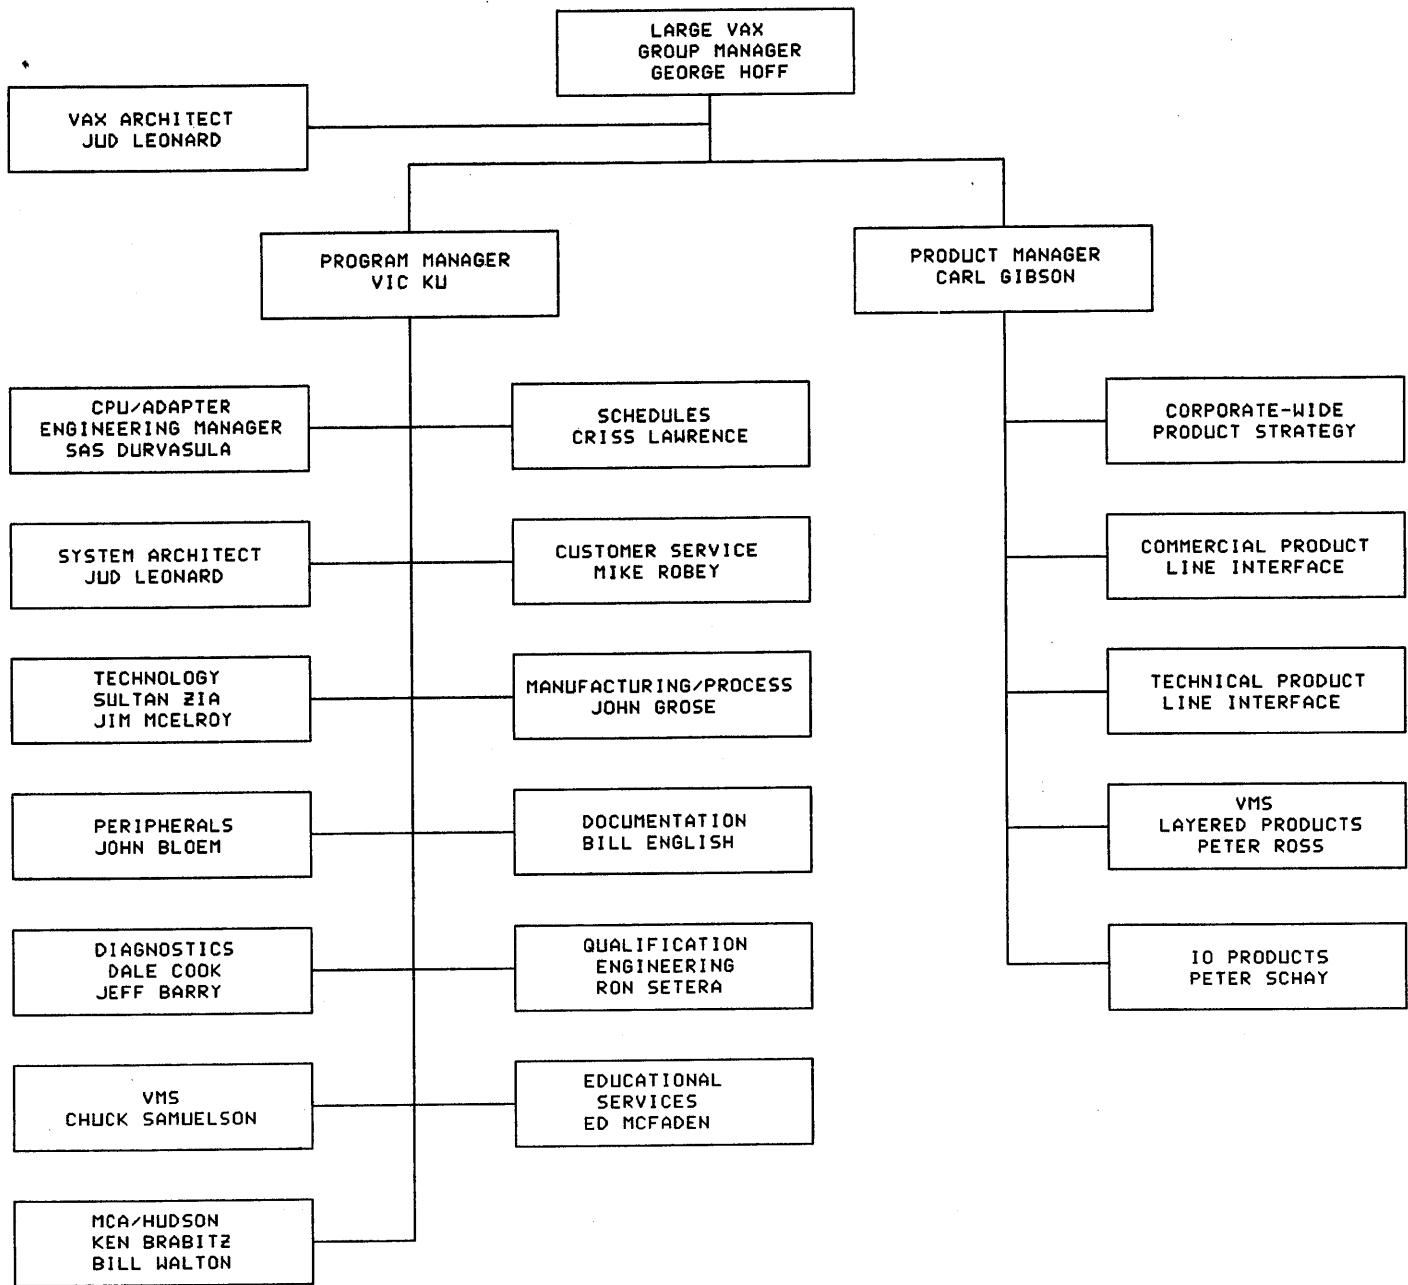 LARGE VAX
GROUP MANAGER
GEORGE HOFF
VAX ARCHITECT
JUD LEONARD
PROGRAM MANAGER
VIC KU
PRODUCT MANAGER
CARL GIBSON
CPU/ADAPTER
ENGINEERING MANAGER
SAS DURVASULA
SCHEDULES
CRISS LAWRENCE
CORPORATE-WIDE
PRODUCT STRATEGY
SYSTEM ARCHITECT
JUD LEONARD
CUSTOMER SERVICE
MIKE ROBEY
COMMERCIAL PRODUCT
LINE INTERFACE
TECHNOLOGY
SULTAN ZIA
JIM MCELROY
MANUFACTURING/PROCESS
JOHN GROSE
TECHNICAL PRODUCT
LINE INTERFACE
PERIPHERALS
JOHN BLOEM
DOCUMENTATION
BILL ENGLISH
VMS
LAYERED PRODUCTS
PETER ROSS
DIAGNOSTICS
DALE COOK
JEFF BARRY
QUALIFICATION
ENGINEERING
RON SETERA
IO PRODUCTS
PETER SCHAY
VMS
CHUCK SAMUELSON
EDUCATIONAL
SERVICES
ED MCFADEN
MCA/HUDSON
KEN BRABITZ
BILL WALTON